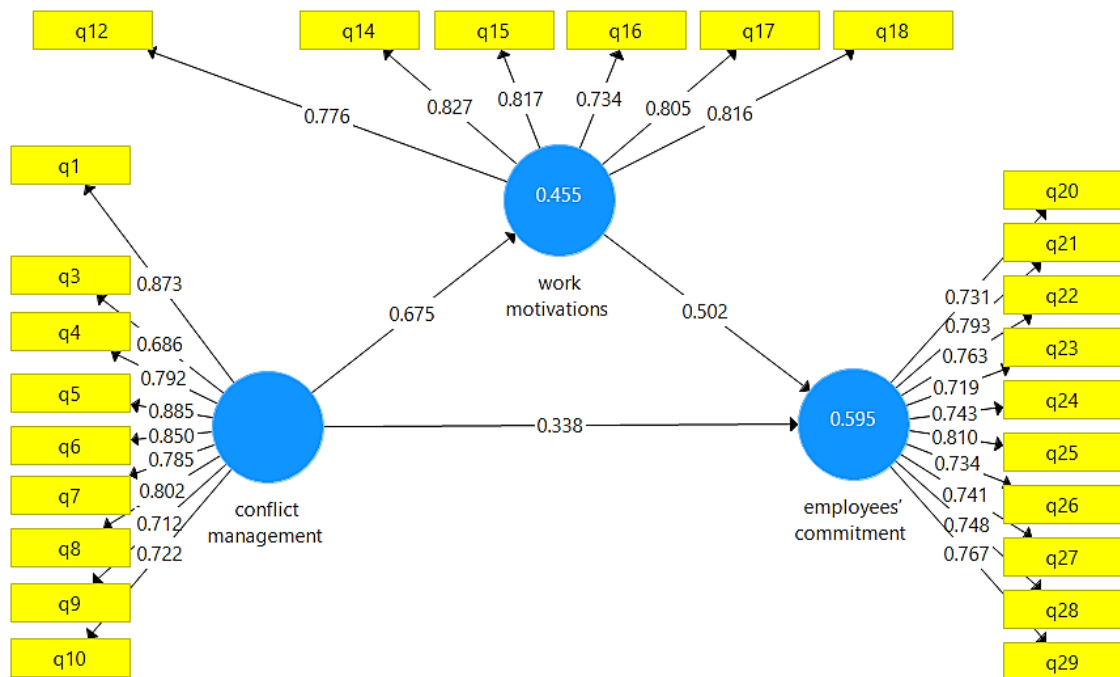 q12
q14
q15
q16
q17
q18
0.776
0.827
0.817
0.734
0.805
0.816
q1
q3
q4
q5
q6
q7
q8
q9
q10
0.873
0.686
0.792
0.885
0.850
0.785
0.802
0.712
0.722
0.455
work
motivations
0.675
0.502
0.338
conflict
management
0.595
employees’
commitment
0.731
0.793
0.763
0.719
0.743
0.810
0.734
0.741
0.748
0.767
q20
q21
q22
q23
q24
q25
q26
q27
q28
q29